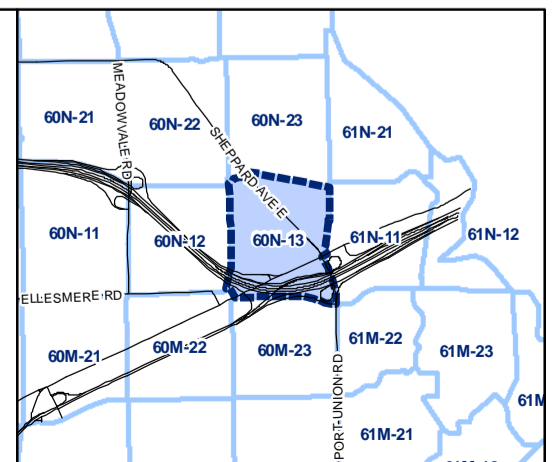 60N-21
MEADOWVALE RD
60N-22
SHEPPARD AVE E
60N-23
61N-21
60N-11
60N-12
60N-13
61N-11
61N-12
ELLESMERE RD
60M-21
60M-22
60M-23
61M-22
61M-23
61M
PORT UNION RD
61M-21